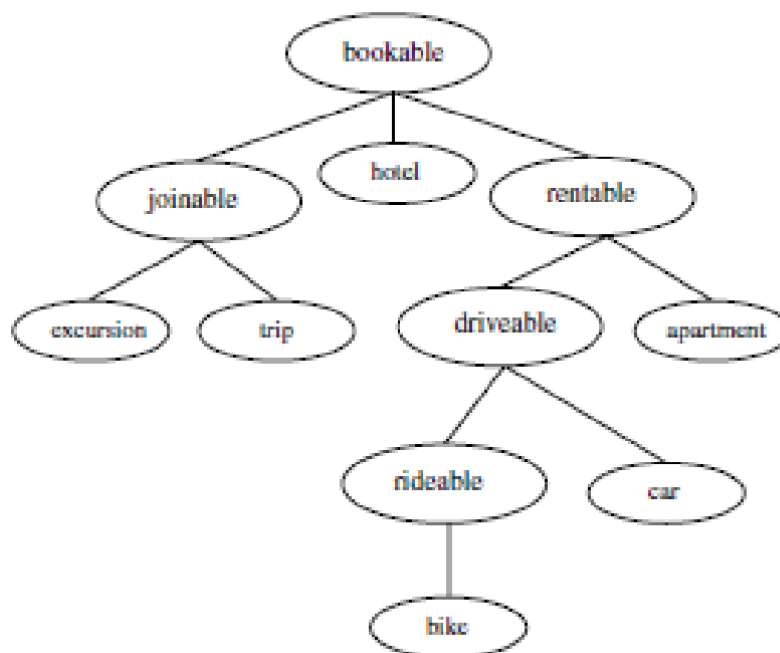 bookable
hotel
joinable
rentable
excursion
trip
driveable
apartment
rideable
car
bike